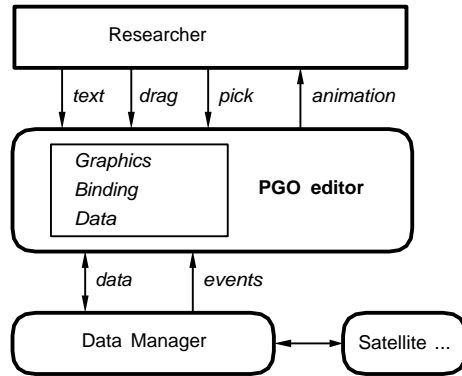 Researcher
text drag pick animation
Graphics
Binding
Data
PGO editor
data events
Data Manager
Satellite ...